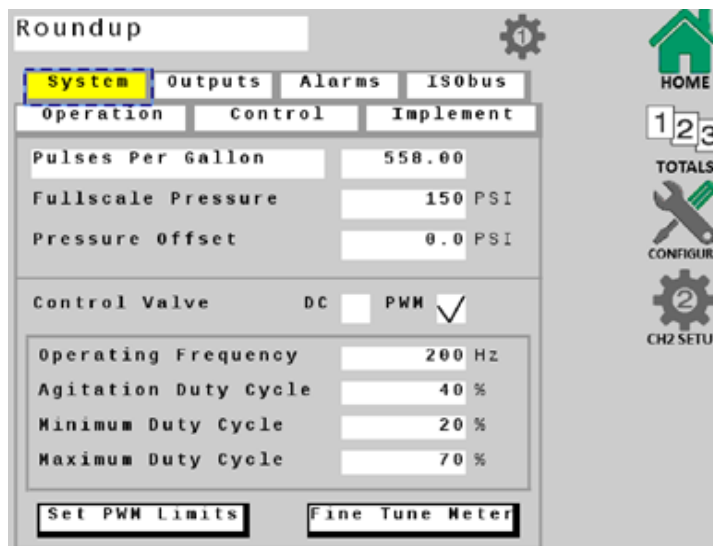 Roundup
1
System Outputs Alarms ISObus
Operation Control Implement
Pulses Per Gallon 558.00
Fullscale Pressure 150 PSI
Pressure Offset 0.0 PSI
Control Valve DC PWM
Operating Frequency 200 Hz
Agitation Duty Cycle 40 %
Minimum Duty Cycle 20 %
Maximum Duty Cycle 70 %
Set PWM Limits Fine Tune Meter
HOME
123
TOTALS
CONFIGUR
2
CH2 SETU